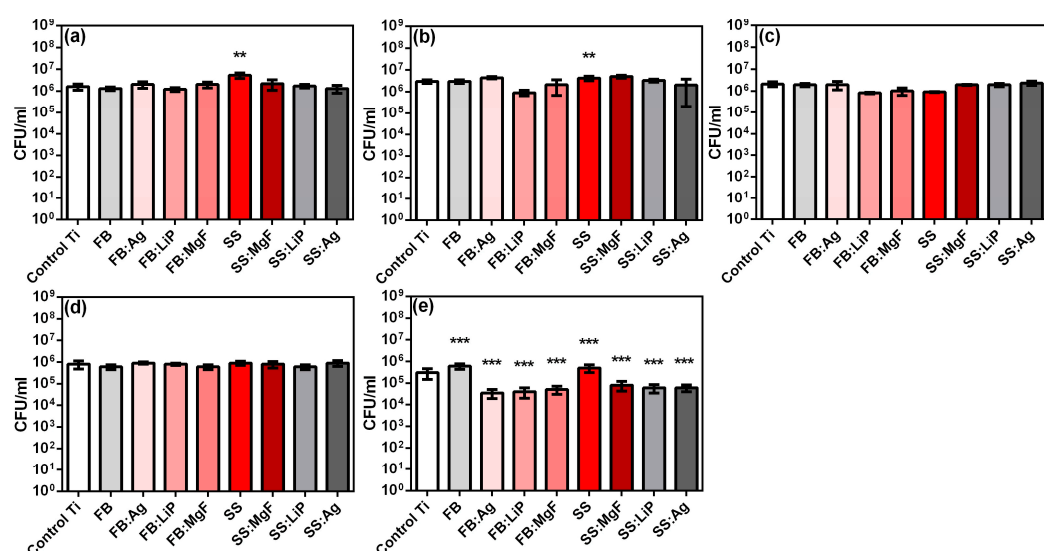 (a)
CFU/ml
10⁹
10⁸
10⁷
10⁶
10⁵
10⁴
10³
10²
10¹
10⁰
**
Control Ti
FB
FB:Ag
FB:LiP
FB:MgF
SS
SS:MgF
SS:LiP
SS:Ag
(b)
CFU/ml
10⁹
10⁸
10⁷
10⁶
10⁵
10⁴
10³
10²
10¹
10⁰
**
Control Ti
FB
FB:Ag
FB:LiP
FB:MgF
SS
SS:MgF
SS:LiP
SS:Ag
(c)
CFU/ml
10⁹
10⁸
10⁷
10⁶
10⁵
10⁴
10³
10²
10¹
10⁰
Control Ti
FB
FB:Ag
FB:LiP
FB:MgF
SS
SS:MgF
SS:LiP
SS:Ag
(d)
CFU/ml
10⁹
10⁸
10⁷
10⁶
10⁵
10⁴
10³
10²
10¹
10⁰
Control Ti
FB
FB:Ag
FB:LiP
FB:MgF
SS
SS:MgF
SS:LiP
SS:Ag
(e)
CFU/ml
10⁹
10⁸
10⁷
10⁶
10⁵
10⁴
10³
10²
10¹
10⁰
*** *** *** *** *** *** *** ***
Control Ti
FB
FB:Ag
FB:LiP
FB:MgF
SS
SS:MgF
SS:LiP
SS:Ag